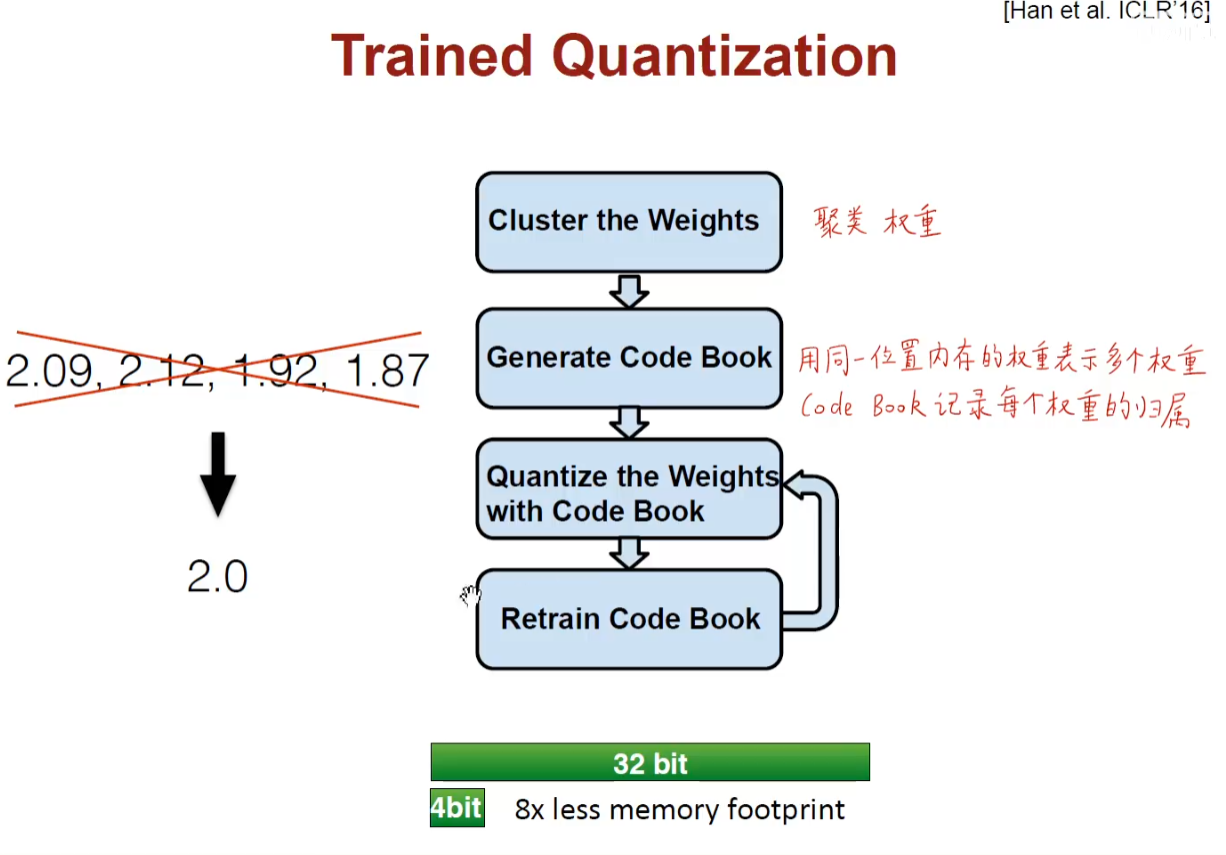 [Han et al. ICLR'16]
Trained Quantization
Cluster the Weights
聚类 权重
Generate Code Book
用同一位置内存的权重表示多个权重
Code Book 记录每个权重的归属
2.09, 2.12, 1.92, 1.87
Quantize the Weights
with Code Book
2.0
Retrain Code Book
32 bit
4bit
8x less memory footprint